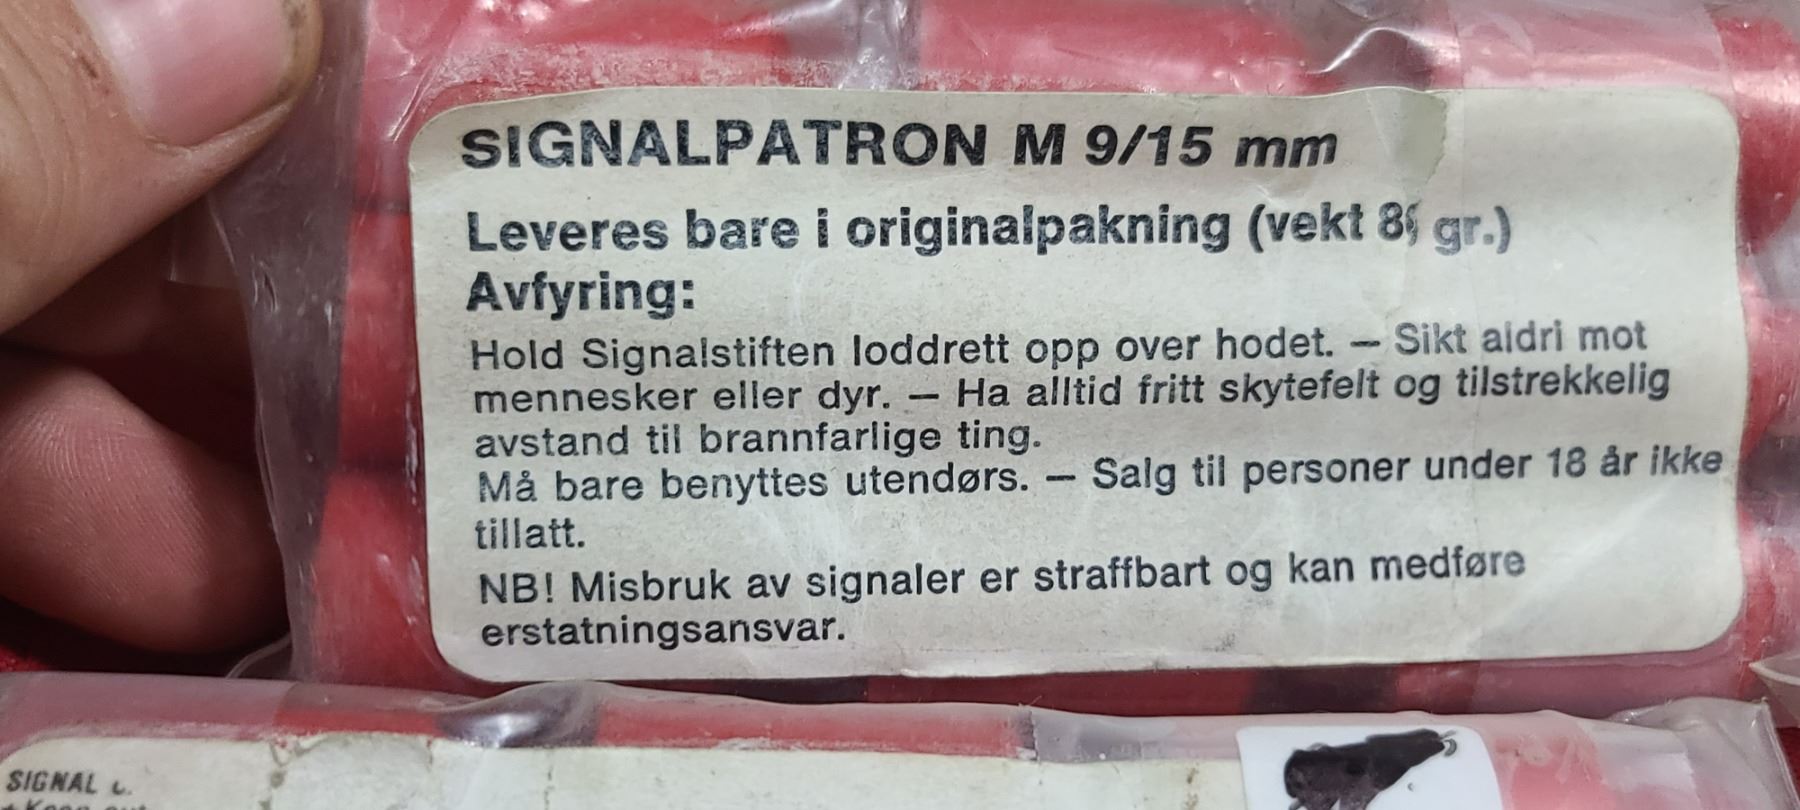 SIGNALPATRON M 9/15 mm
Leveres bare i originalpakning (vekt gr.)
Avfyring:
Hold Signalstiften loddrett opp over hodet. — Sikt aldri mot
mennesker eller dyr. — Ha alltid fritt skytefelt og tilstrekkelig
avstand til brannfarlige ting.
Må bare benyttes utendørs. — Salg til personer under 18 år ikke
tillatt.
NB! Misbruk av signaler er straffbart og kan medføre
erstatningsansvar.
SIGNAL